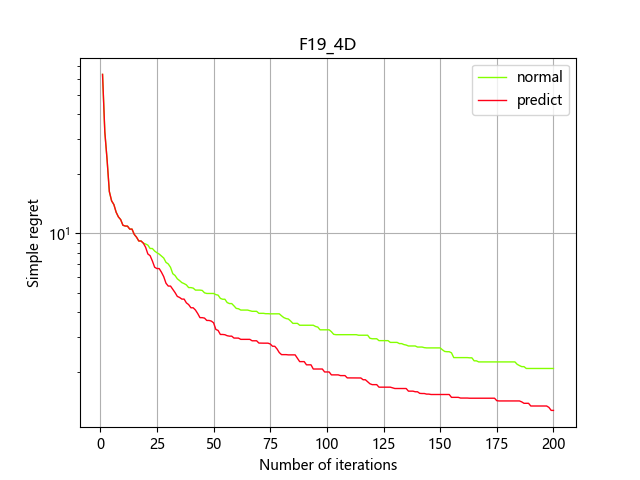 F19_4D
normal
predict
Simple regret
10¹
0 25 50 75 100 125 150 175 200
Number of iterations